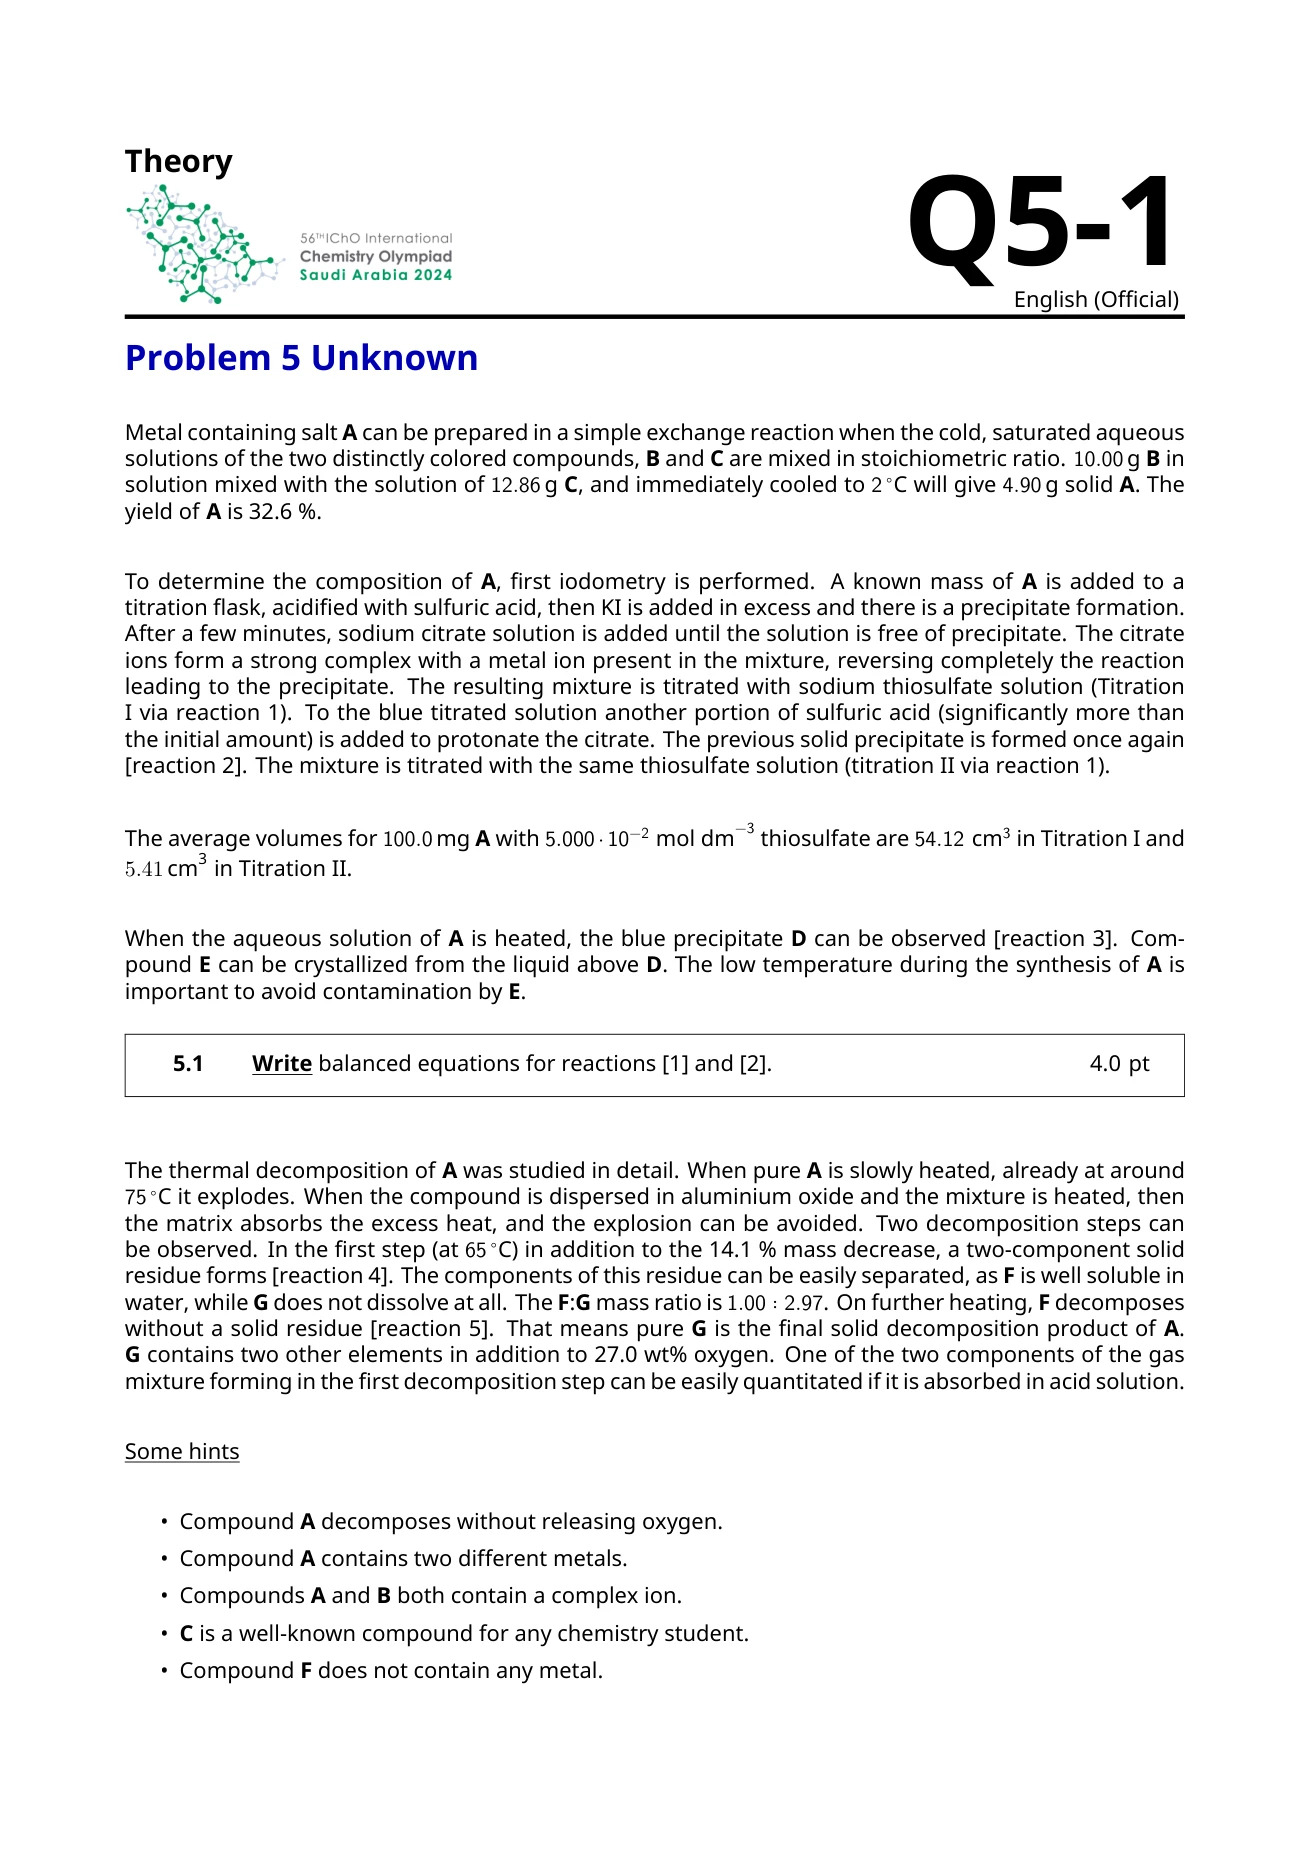 Theory
56ᵀᴴIChO International
Chemistry Olympiad
Saudi Arabia 2024
Q5-1
English (Official)
Problem 5 Unknown
Metal containing salt A can be prepared in a simple exchange reaction when the cold, saturated aqueous
solutions of the two distinctly colored compounds, B and C are mixed in stoichiometric ratio. 10.00 g B in
solution mixed with the solution of 12.86 g C, and immediately cooled to 2 °C will give 4.90 g solid A. The
yield of A is 32.6 %.
To determine the composition of A, first iodometry is performed. A known mass of A is added to a
titration flask, acidified with sulfuric acid, then KI is added in excess and there is a precipitate formation.
After a few minutes, sodium citrate solution is added until the solution is free of precipitate. The citrate
ions form a strong complex with a metal ion present in the mixture, reversing completely the reaction
leading to the precipitate. The resulting mixture is titrated with sodium thiosulfate solution (Titration
I via reaction 1). To the blue titrated solution another portion of sulfuric acid (significantly more than
the initial amount) is added to protonate the citrate. The previous solid precipitate is formed once again
[reaction 2]. The mixture is titrated with the same thiosulfate solution (titration II via reaction 1).
The average volumes for 100.0 mg A with 5.000 · 10⁻² mol dm⁻³ thiosulfate are 54.12 cm³ in Titration I and
5.41 cm³ in Titration II.
When the aqueous solution of A is heated, the blue precipitate D can be observed [reaction 3]. Com-
pound E can be crystallized from the liquid above D. The low temperature during the synthesis of A is
important to avoid contamination by E.
5.1 Write balanced equations for reactions [1] and [2]. 4.0 pt
The thermal decomposition of A was studied in detail. When pure A is slowly heated, already at around
75 °C it explodes. When the compound is dispersed in aluminium oxide and the mixture is heated, then
the matrix absorbs the excess heat, and the explosion can be avoided. Two decomposition steps can
be observed. In the first step (at 65 °C) in addition to the 14.1 % mass decrease, a two-component solid
residue forms [reaction 4]. The components of this residue can be easily separated, as F is well soluble in
water, while G does not dissolve at all. The F:G mass ratio is 1.00 : 2.97. On further heating, F decomposes
without a solid residue [reaction 5]. That means pure G is the final solid decomposition product of A.
G contains two other elements in addition to 27.0 wt% oxygen. One of the two components of the gas
mixture forming in the first decomposition step can be easily quantitated if it is absorbed in acid solution.
Some hints
• Compound A decomposes without releasing oxygen.
• Compound A contains two different metals.
• Compounds A and B both contain a complex ion.
• C is a well-known compound for any chemistry student.
• Compound F does not contain any metal.